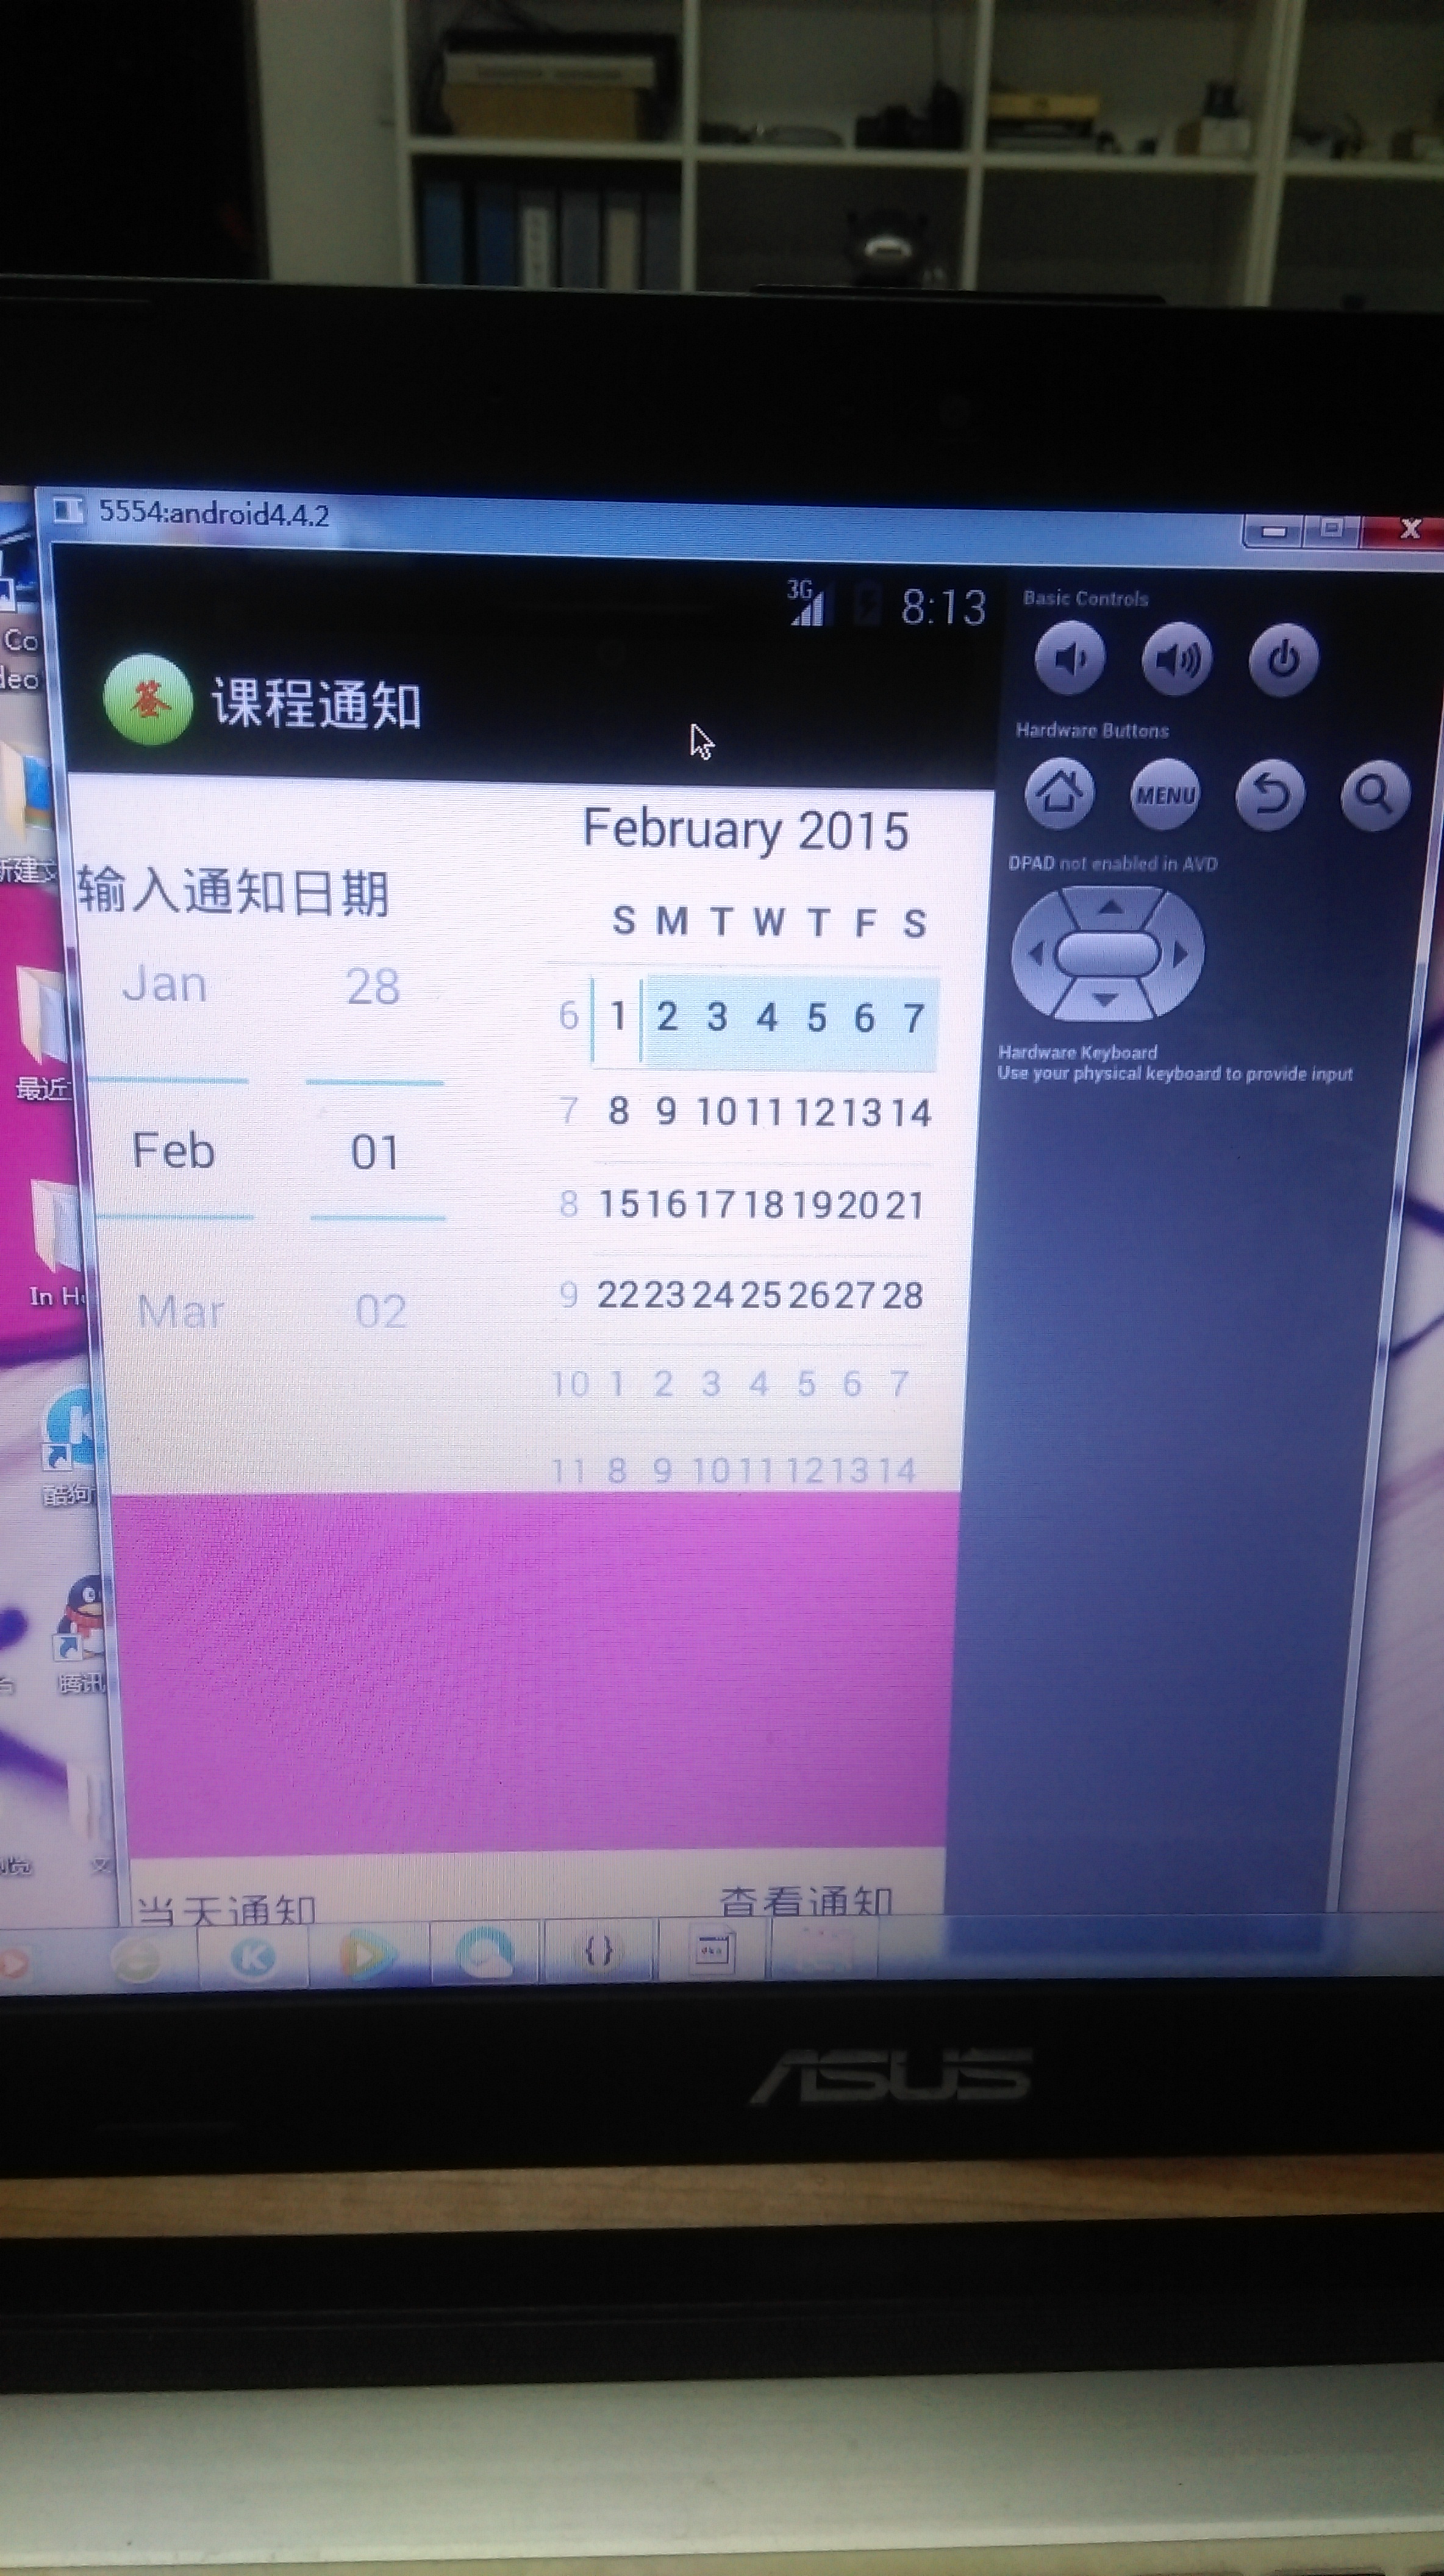 5554:android4.4.2
3G 8:13
签 课程通知
Basic Controls
Hardware Buttons
MENU
DPAD not enabled in AVD
Hardware Keyboard
Use your physical keyboard to provide input
输入通知日期
Jan 28
Feb 01
Mar 02
February 2015
S M T W T F S
6 1 2 3 4 5 6 7
7 8 9 10 11 12 13 14
8 15 16 17 18 19 20 21
9 22 23 24 25 26 27 28
10 1 2 3 4 5 6 7
11 8 9 10 11 12 13 14
当天通知 查看通知
Co
deo
新建文
最近
In Ho
酷狗
腾讯
文
K
{}
ASUS